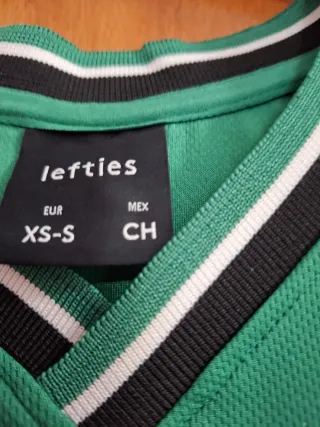 lefties
EUR MEX
XS-S CH